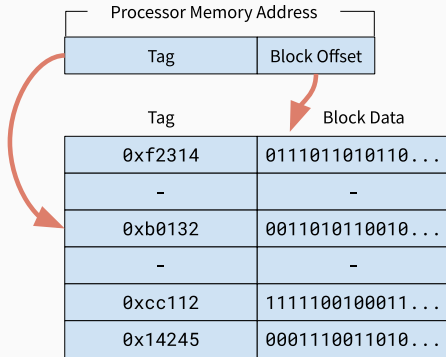 Processor Memory Address
Tag Block Offset
Tag Block Data
0xf2314 0111011010110...
- -
0xb0132 0011010110010...
- -
0xcc112 1111100100011...
0x14245 0001110011010...